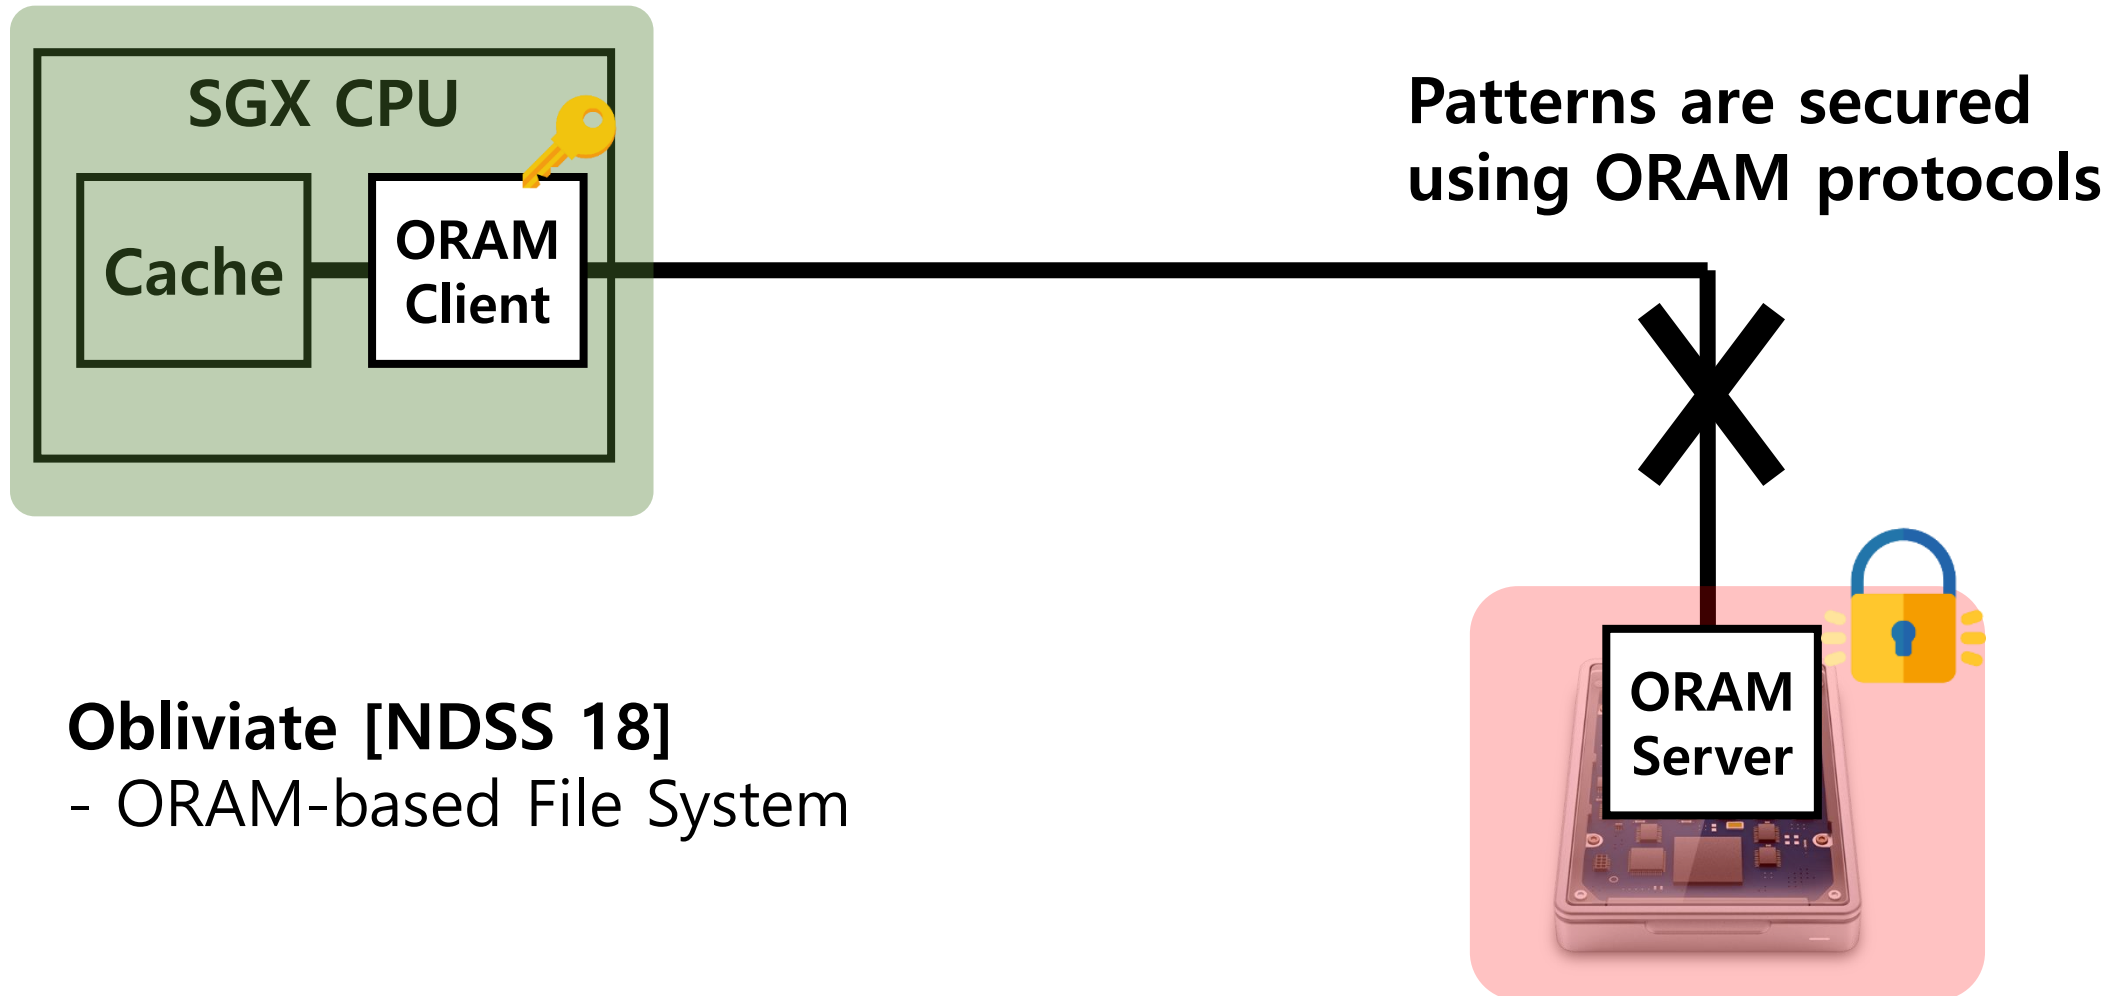 SGX CPU
Cache
ORAM
Client
Patterns are secured
using ORAM protocols
Obliviate [NDSS 18]
- ORAM-based File System
ORAM
Server